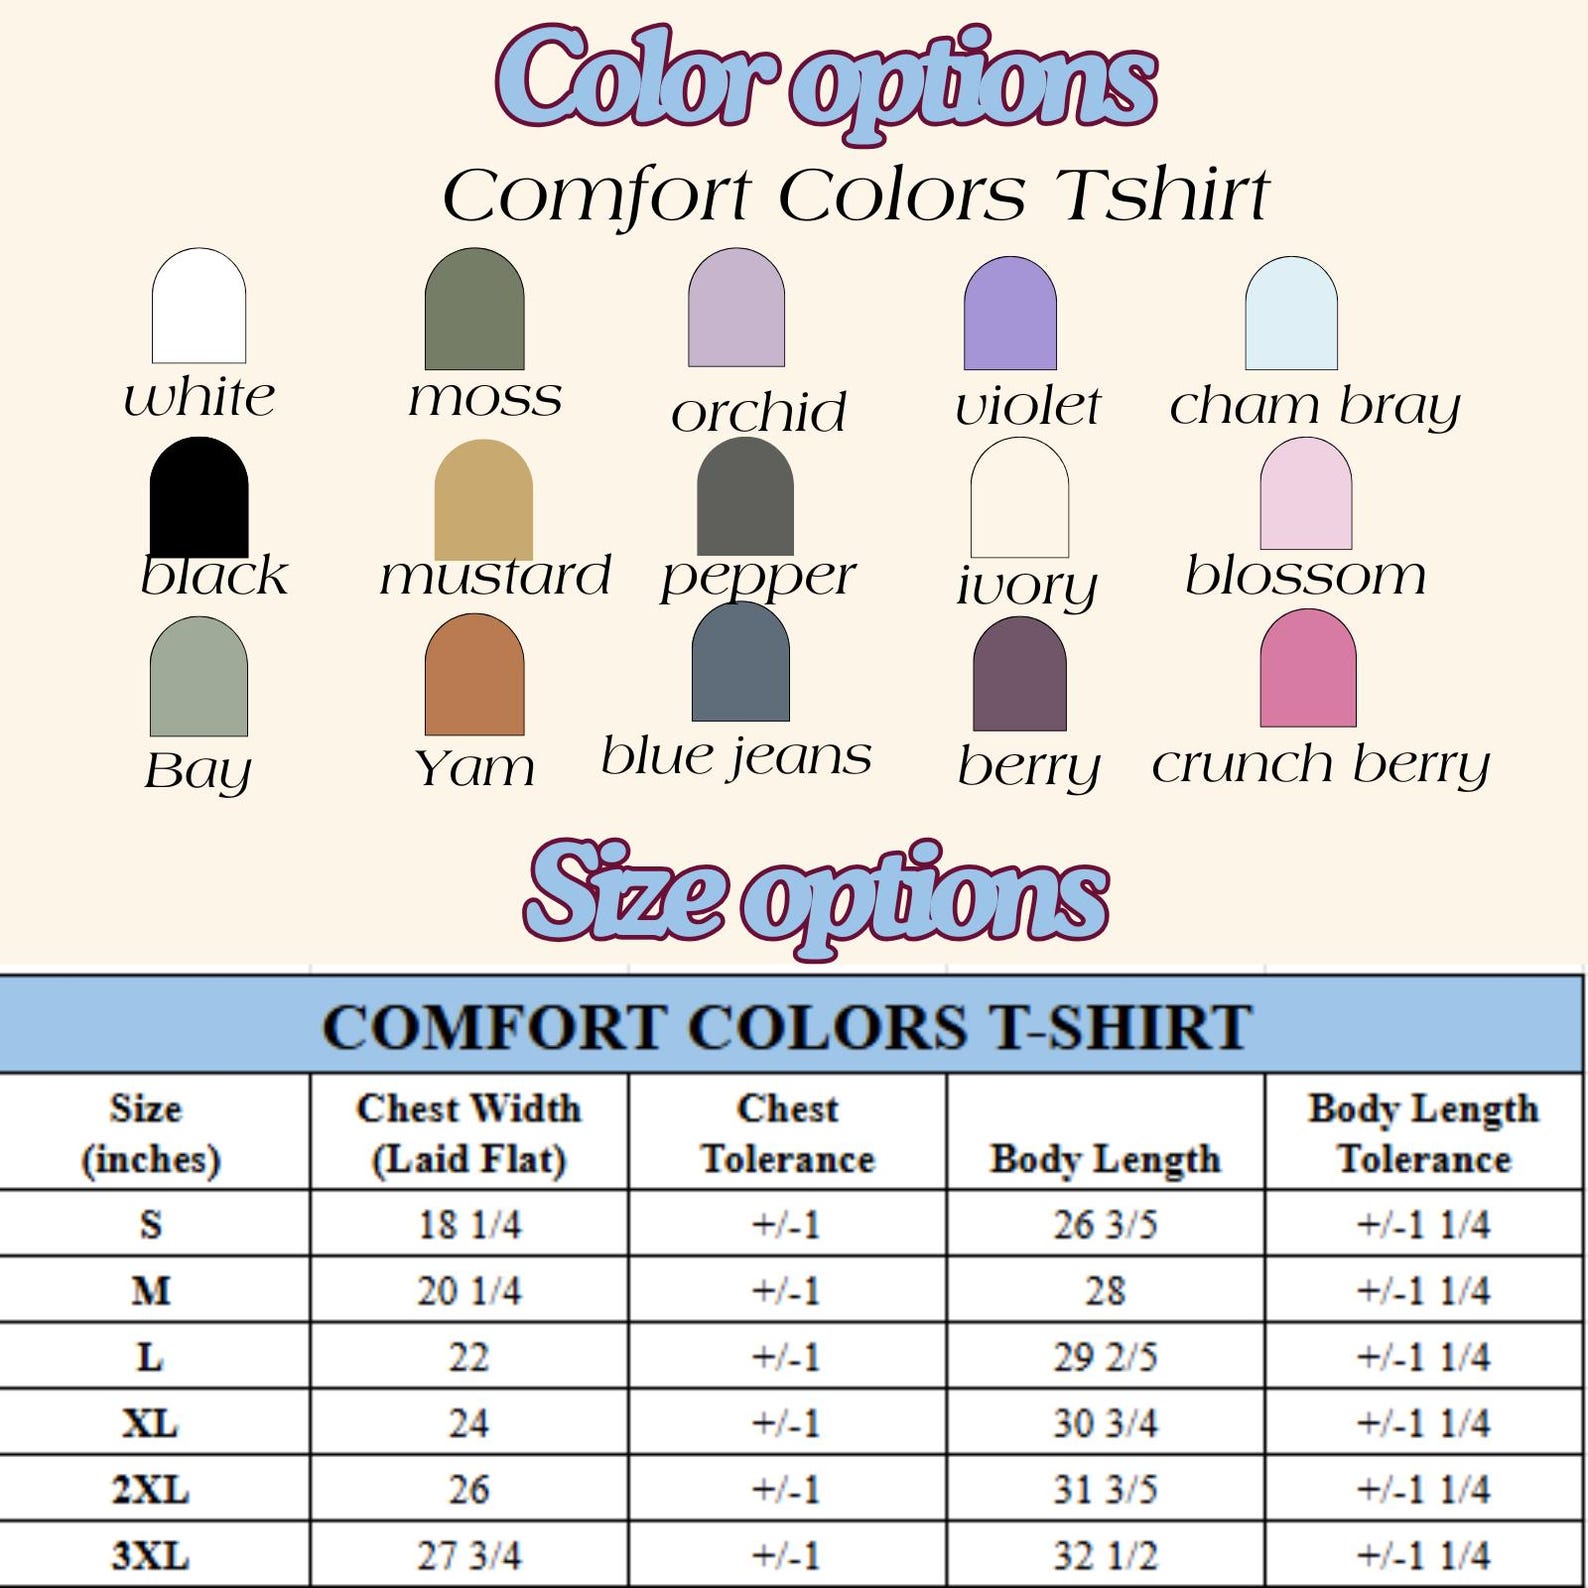 Color options
Comfort Colors Tshirt
white moss orchid violet cham bray
black mustard pepper ivory blossom
Bay Yam blue jeans berry crunch berry
Size options
COMFORT COLORS T-SHIRT
Size (inches) Chest Width (Laid Flat) Chest Tolerance Body Length Body Length Tolerance
S 18 1/4 +/-1 26 3/5 +/-1 1/4
M 20 1/4 +/-1 28 +/-1 1/4
L 22 +/-1 29 2/5 +/-1 1/4
XL 24 +/-1 30 3/4 +/-1 1/4
2XL 26 +/-1 31 3/5 +/-1 1/4
3XL 27 3/4 +/-1 32 1/2 +/-1 1/4